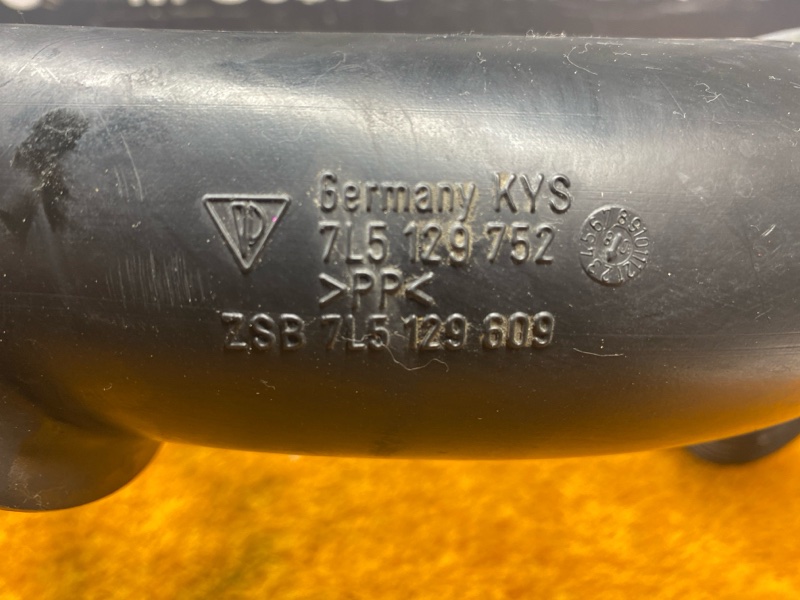 Germany KYS
7L5 129 752
>PP<
ZSB 7L5 129 609